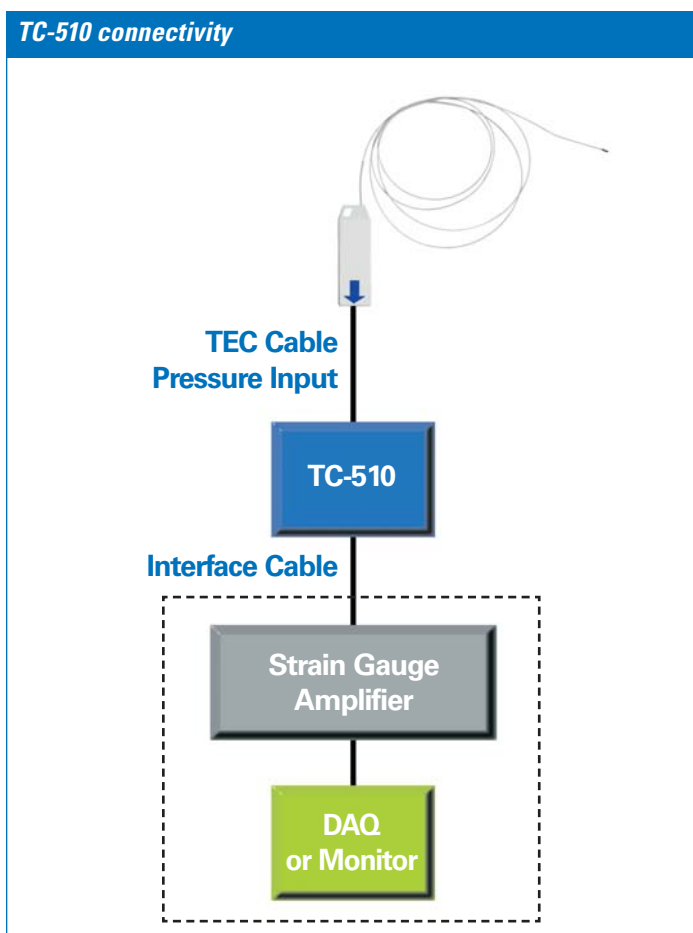 TC-510 connectivity
TEC Cable
Pressure Input
TC-510
Interface Cable
Strain Gauge
Amplifier
DAQ
or Monitor